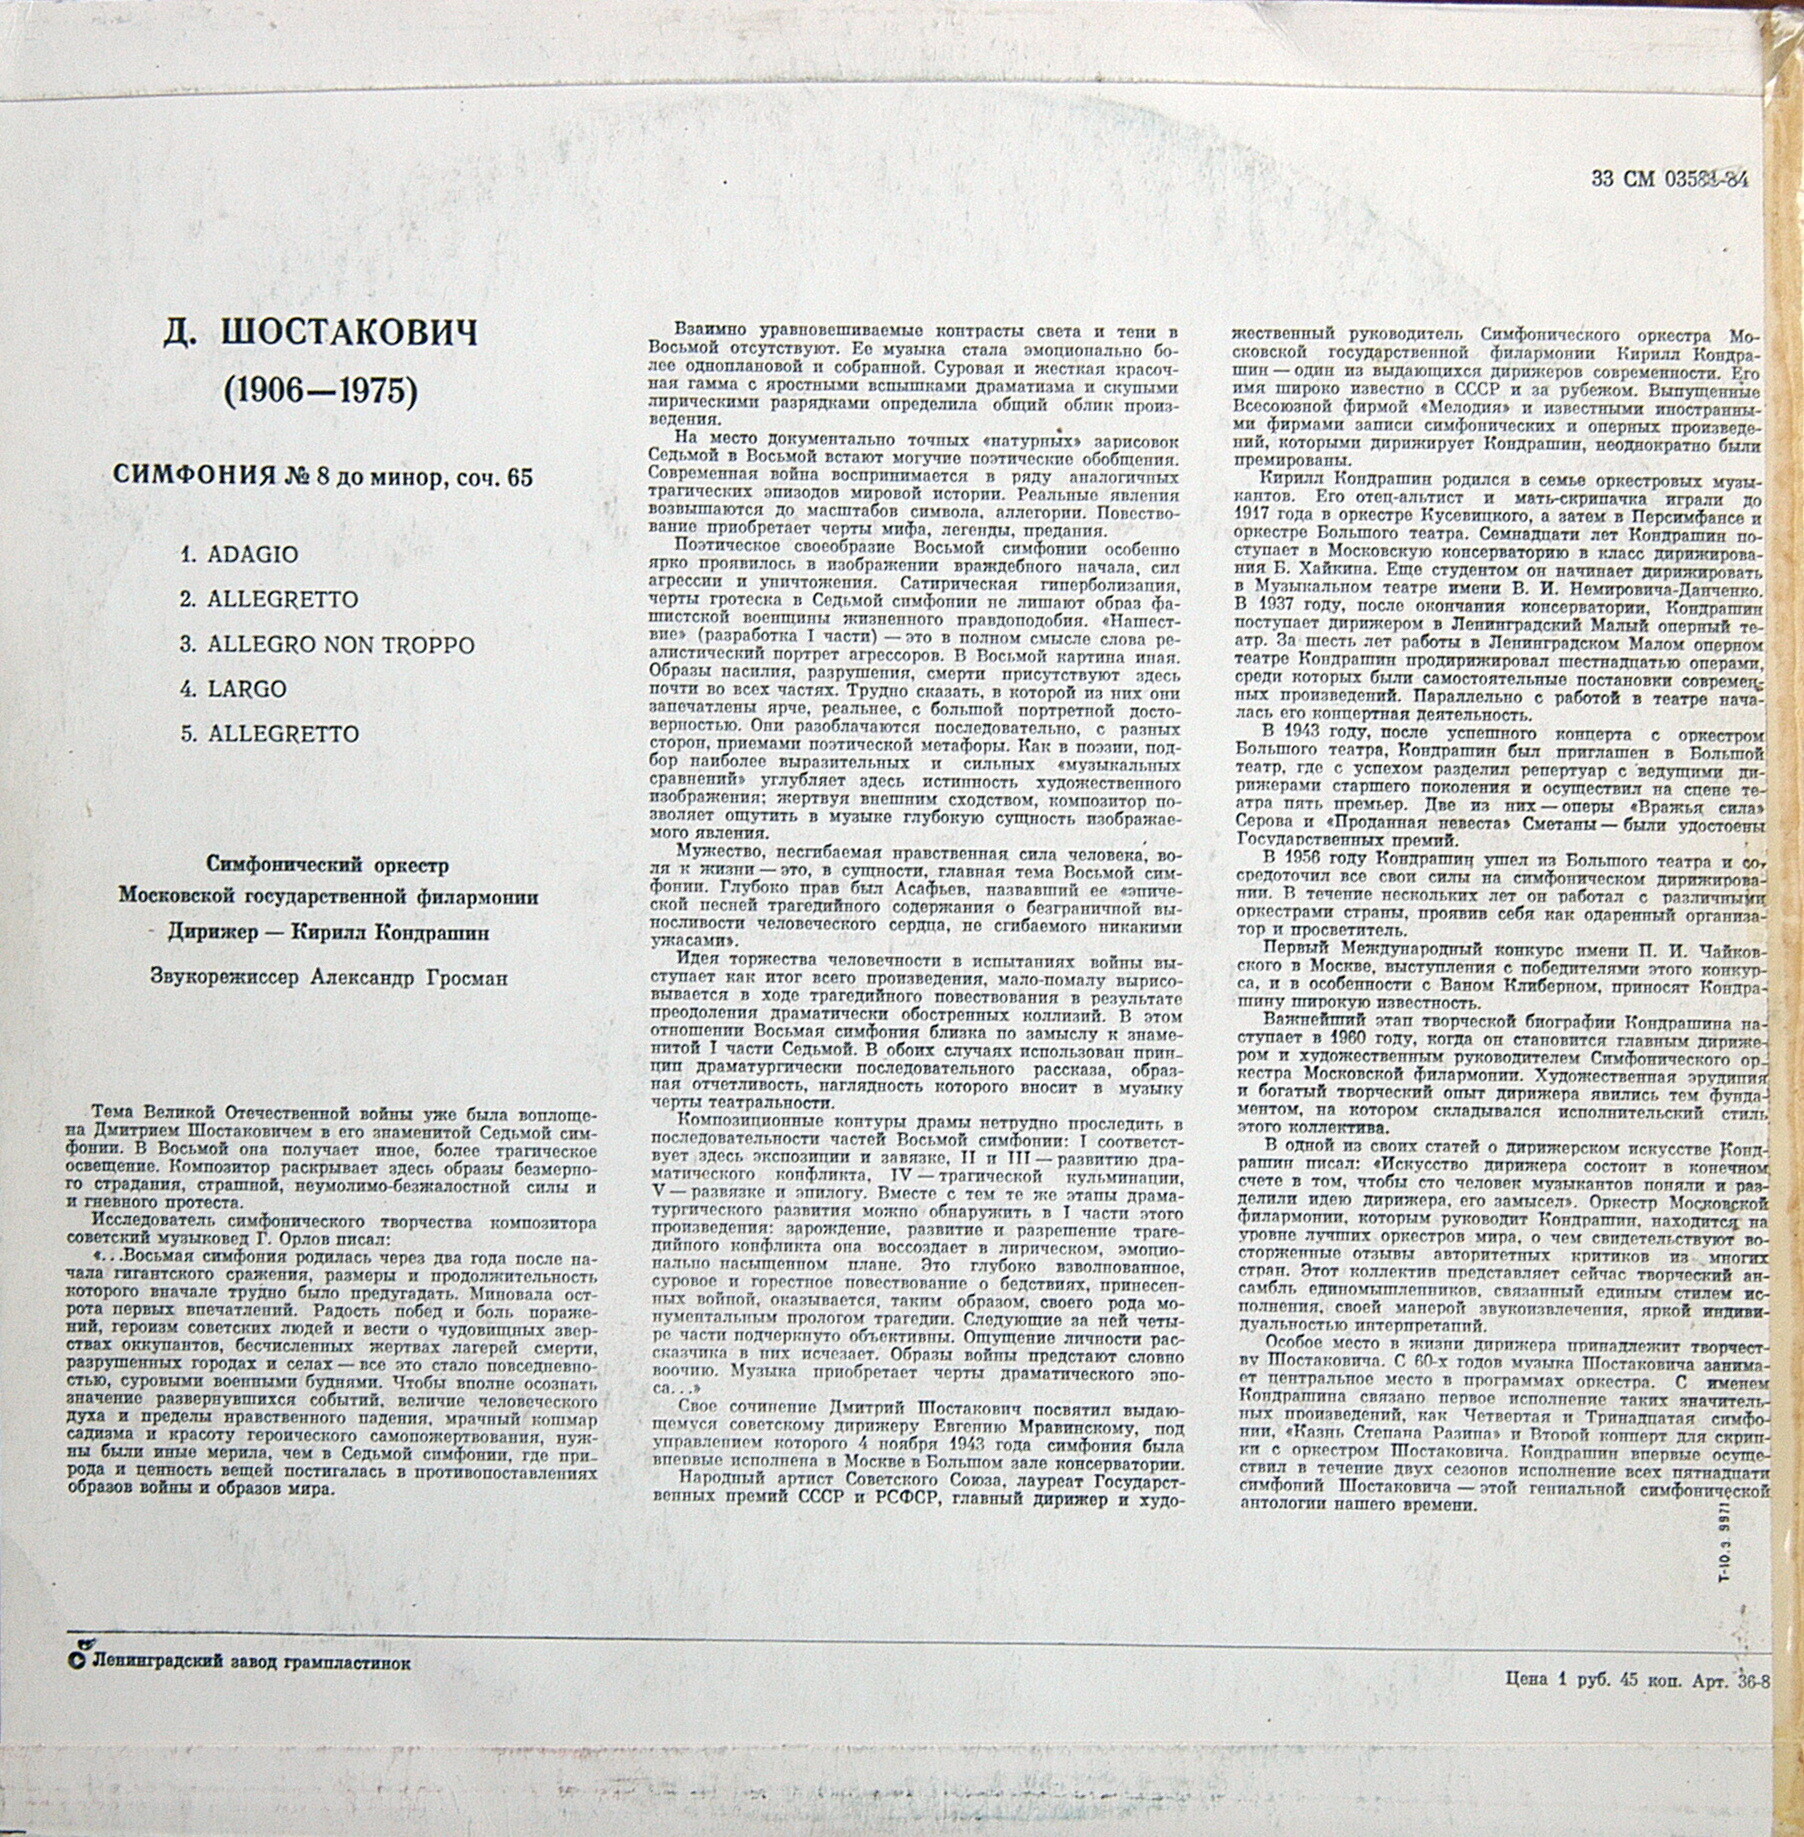 33 СМ 03581-84
Д. ШОСТАКОВИЧ
(1906—1975)
СИМФОНИЯ № 8 до минор, соч. 65
1. ADAGIO
2. ALLEGRETTO
3. ALLEGRO NON TROPPO
4. LARGO
5. ALLEGRETTO
Симфонический оркестр
Московской государственной филармонии
Дирижер — Кирилл Кондрашин
Звукорежиссер Александр Гросман
Тема Великой Отечественной войны уже была воплоще-
на Дмитрием Шостаковичем в его знаменитой Седьмой сим-
фонии. В Восьмой она получает иное, более трагическое
освещение. Композитор раскрывает здесь образы безмерно-
го страдания, страшной, неумолимо-безжалостной силы и
и гневного протеста.
Исследователь симфонического творчества композитора
советский музыковед Г. Орлов писал:
«...Восьмая симфония родилась через два года после на-
чала гигантского сражения, размеры и продолжительность
которого вначале трудно было предугадать. Миновала ост-
рота первых впечатлений. Радость побед и боль пораже-
ний, героизм советских людей и вести о чудовищных звер-
ствах оккупантов, бесчисленных жертвах лагерей смерти,
разрушенных городах и селах — все это стало повседневно-
стью, суровыми военными буднями. Чтобы вполне осознать
значение развернувшихся событий, величие человеческого
духа и пределы нравственного падения, мрачный кошмар
садизма и красоту героического самопожертвования, нуж-
ны были иные мерила, чем в Седьмой симфонии, где при-
рода и ценность вещей постигалась в противопоставлениях
образов войны и образов мира.
Взаимно уравновешиваемые контрасты света и тени в
Восьмой отсутствуют. Ее музыка стала эмоционально бо-
лее одноплановой и собранной. Суровая и жесткая красоч-
ная гамма с яростными вспышками драматизма и скупыми
лирическими разрядками определила общий облик произ-
ведения.
На место документально точных «натурных» зарисовок
Седьмой в Восьмой встают могучие поэтические обобщения.
Современная война воспринимается в ряду аналогичных
трагических эпизодов мировой истории. Реальные явления
возвышаются до масштабов символа, аллегории. Повество-
вание приобретает черты мифа, легенды, предания.
Поэтическое своеобразие Восьмой симфонии особенно
ярко проявилось в изображении враждебного начала, сил
агрессии и уничтожения. Сатирическая гиперболизация,
черты гротеска в Седьмой симфонии не лишают образ фа-
шистской военщины жизненного правдоподобия. «Нашест-
вие» (разработка I части) — это в полном смысле слова ре-
алистический портрет агрессоров. В Восьмой картина иная.
Образы насилия, разрушения, смерти присутствуют здесь
почти во всех частях. Трудно сказать, в которой из них они
запечатлены ярче, реальнее, с большой портретной досто-
верностью. Они разоблачаются последовательно, с разных
сторон, приемами поэтической метафоры. Как в поэзии, под-
бор наиболее выразительных и сильных «музыкальных
сравнений» углубляет здесь истинность художественного
изображения; жертвуя внешним сходством, композитор по-
зволяет ощутить в музыке глубокую сущность изображае-
мого явления.
Мужество, несгибаемая нравственная сила человека, во-
ля к жизни — это, в сущности, главная тема Восьмой сим-
фонии. Глубоко прав был Асафьев, назвавший ее «эпиче-
ской песней трагедийного содержания о безграничной вы-
носливости человеческого сердца, не сгибаемого никакими
ужасами».
Идея торжества человечности в испытаниях войны вы-
ступает как итог всего произведения, мало-помалу вырисо-
вывается в ходе трагедийного повествования в результате
преодоления драматически обостренных коллизий. В этом
отношении Восьмая симфония близка по замыслу к знаме-
нитой I части Седьмой. В обоих случаях использован прин-
цип драматургически последовательного рассказа, образ-
ная отчетливость, наглядность которого вносит в музыку
черты театральности.
Композиционные контуры драмы нетрудно проследить в
последовательности частей Восьмой симфонии: I соответст-
вует здесь экспозиции и завязке, II и III — развитию дра-
матического конфликта, IV — трагической кульминации,
V — развязке и эпилогу. Вместе с тем те же этапы драма-
тургического развития можно обнаружить в I части этого
произведения: зарождение, развитие и разрешение траге-
дийного конфликта она воссоздает в лирическом, эмоцио-
нально насыщенном плане. Это глубоко взволнованное,
суровое и горестное повествование о бедствиях, принесен-
ных войной, оказывается, таким образом, своего рода мо-
нументальным прологом трагедии. Следующие за ней четы-
ре части подчеркнуто объективны. Ощущение личности рас-
сказчика в них исчезает. Образы войны предстают словно
воочию. Музыка приобретает черты драматического эпо-
са...»
Свое сочинение Дмитрий Шостакович посвятил выдаю-
щемуся советскому дирижеру Евгению Мравинскому, под
управлением которого 4 ноября 1943 года симфония была
впервые исполнена в Москве в Большом зале консерватории.
Народный артист Советского Союза, лауреат Государст-
венных премий СССР и РСФСР, главный дирижер и худо-
жественный руководитель Симфонического оркестра Мо-
сковской государственной филармонии Кирилл Кондра-
шин — один из выдающихся дирижеров современности. Его
имя широко известно в СССР и за рубежом. Выпущенные
Всесоюзной фирмой «Мелодия» и известными иностранны-
ми фирмами записи симфонических и оперных произведе-
ний, которыми дирижирует Кондрашин, неоднократно были
премированы.
Кирилл Кондрашин родился в семье оркестровых музы-
кантов. Его отец-альтист и мать-скрипачка играли до
1917 года в оркестре Кусевицкого, а затем в Персимфансе и
оркестре Большого театра. Семнадцати лет Кондрашин по-
ступает в Московскую консерваторию в класс дирижирова-
ния Б. Хайкина. Еще студентом он начинает дирижировать
в Музыкальном театре имени В. И. Немировича-Данченко.
В 1937 году, после окончания консерватории, Кондрашин
поступает дирижером в Ленинградский Малый оперный те-
атр. За шесть лет работы в Ленинградском Малом оперном
театре Кондрашин продирижировал шестнадцатью операми,
среди которых были самостоятельные постановки современ-
ных произведений. Параллельно с работой в театре нача-
лась его концертная деятельность.
В 1943 году, после успешного концерта с оркестром
Большого театра, Кондрашин был приглашен в Большой
театр, где с успехом разделил репертуар с ведущими ди-
рижерами старшего поколения и осуществил на сцене те-
атра пять премьер. Две из них — оперы «Вражья сила»
Серова и «Проданная невеста» Сметаны — были удостоены
Государственных премий.
В 1956 году Кондрашин ушел из Большого театра и со-
средоточил все свои силы на симфоническом дирижирова-
нии. В течение нескольких лет он работал с различными
оркестрами страны, проявив себя как одаренный организа-
тор и просветитель.
Первый Международный конкурс имени П. И. Чайков-
ского в Москве, выступления с победителями этого конкур-
са, и в особенности с Ваном Клиберном, приносят Кондра-
шину широкую известность.
Важнейший этап творческой биографии Кондрашина на-
ступает в 1960 году, когда он становится главным дириже-
ром и художественным руководителем Симфонического ор-
кестра Московской филармонии. Художественная эрудиция
и богатый творческий опыт дирижера явились тем фунда-
ментом, на котором складывался исполнительский стиль
этого коллектива.
В одной из своих статей о дирижерском искусстве Конд-
рашин писал: «Искусство дирижера состоит в конечном
счете в том, чтобы сто человек музыкантов поняли и раз-
делили идею дирижера, его замысел». Оркестр Московской
филармонии, которым руководит Кондрашин, находится на
уровне лучших оркестров мира, о чем свидетельствуют во-
сторженные отзывы авторитетных критиков из многих
стран. Этот коллектив представляет сейчас творческий ан-
самбль единомышленников, связанный единым стилем ис-
полнения, своей манерой звукоизвлечения, яркой индиви-
дуальностью интерпретаций.
Особое место в жизни дирижера принадлежит творчест-
ву Шостаковича. С 60-х годов музыка Шостаковича занима-
ет центральное место в программах оркестра. С именем
Кондрашина связано первое исполнение таких значитель-
ных произведений, как Четвертая и Тринадцатая симфо-
нии, «Казнь Степана Разина» и Второй концерт для скрип-
ки с оркестром Шостаковича. Кондрашин впервые осуще-
ствил в течение двух сезонов исполнение всех пятнадцати
симфоний Шостаковича — этой гениальной симфонической
антологии нашего времени.
Т-10.3. 9971
Ленинградский завод грампластинок
Цена 1 руб. 45 коп. Арт. 36-8